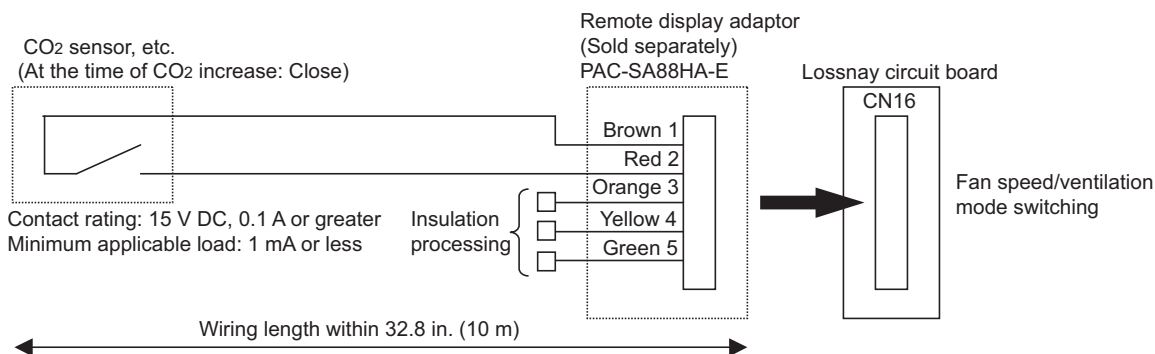 Remote display adaptor
(Sold separately)
PAC-SA88HA-E
CO2 sensor, etc.
(At the time of CO2 increase: Close)
Lossnay circuit board
CN16
Brown 1
Red 2
Orange 3
Yellow 4
Green 5
Insulation
processing
Fan speed/ventilation
mode switching
Contact rating: 15 V DC, 0.1 A or greater
Minimum applicable load: 1 mA or less
Wiring length within 32.8 in. (10 m)